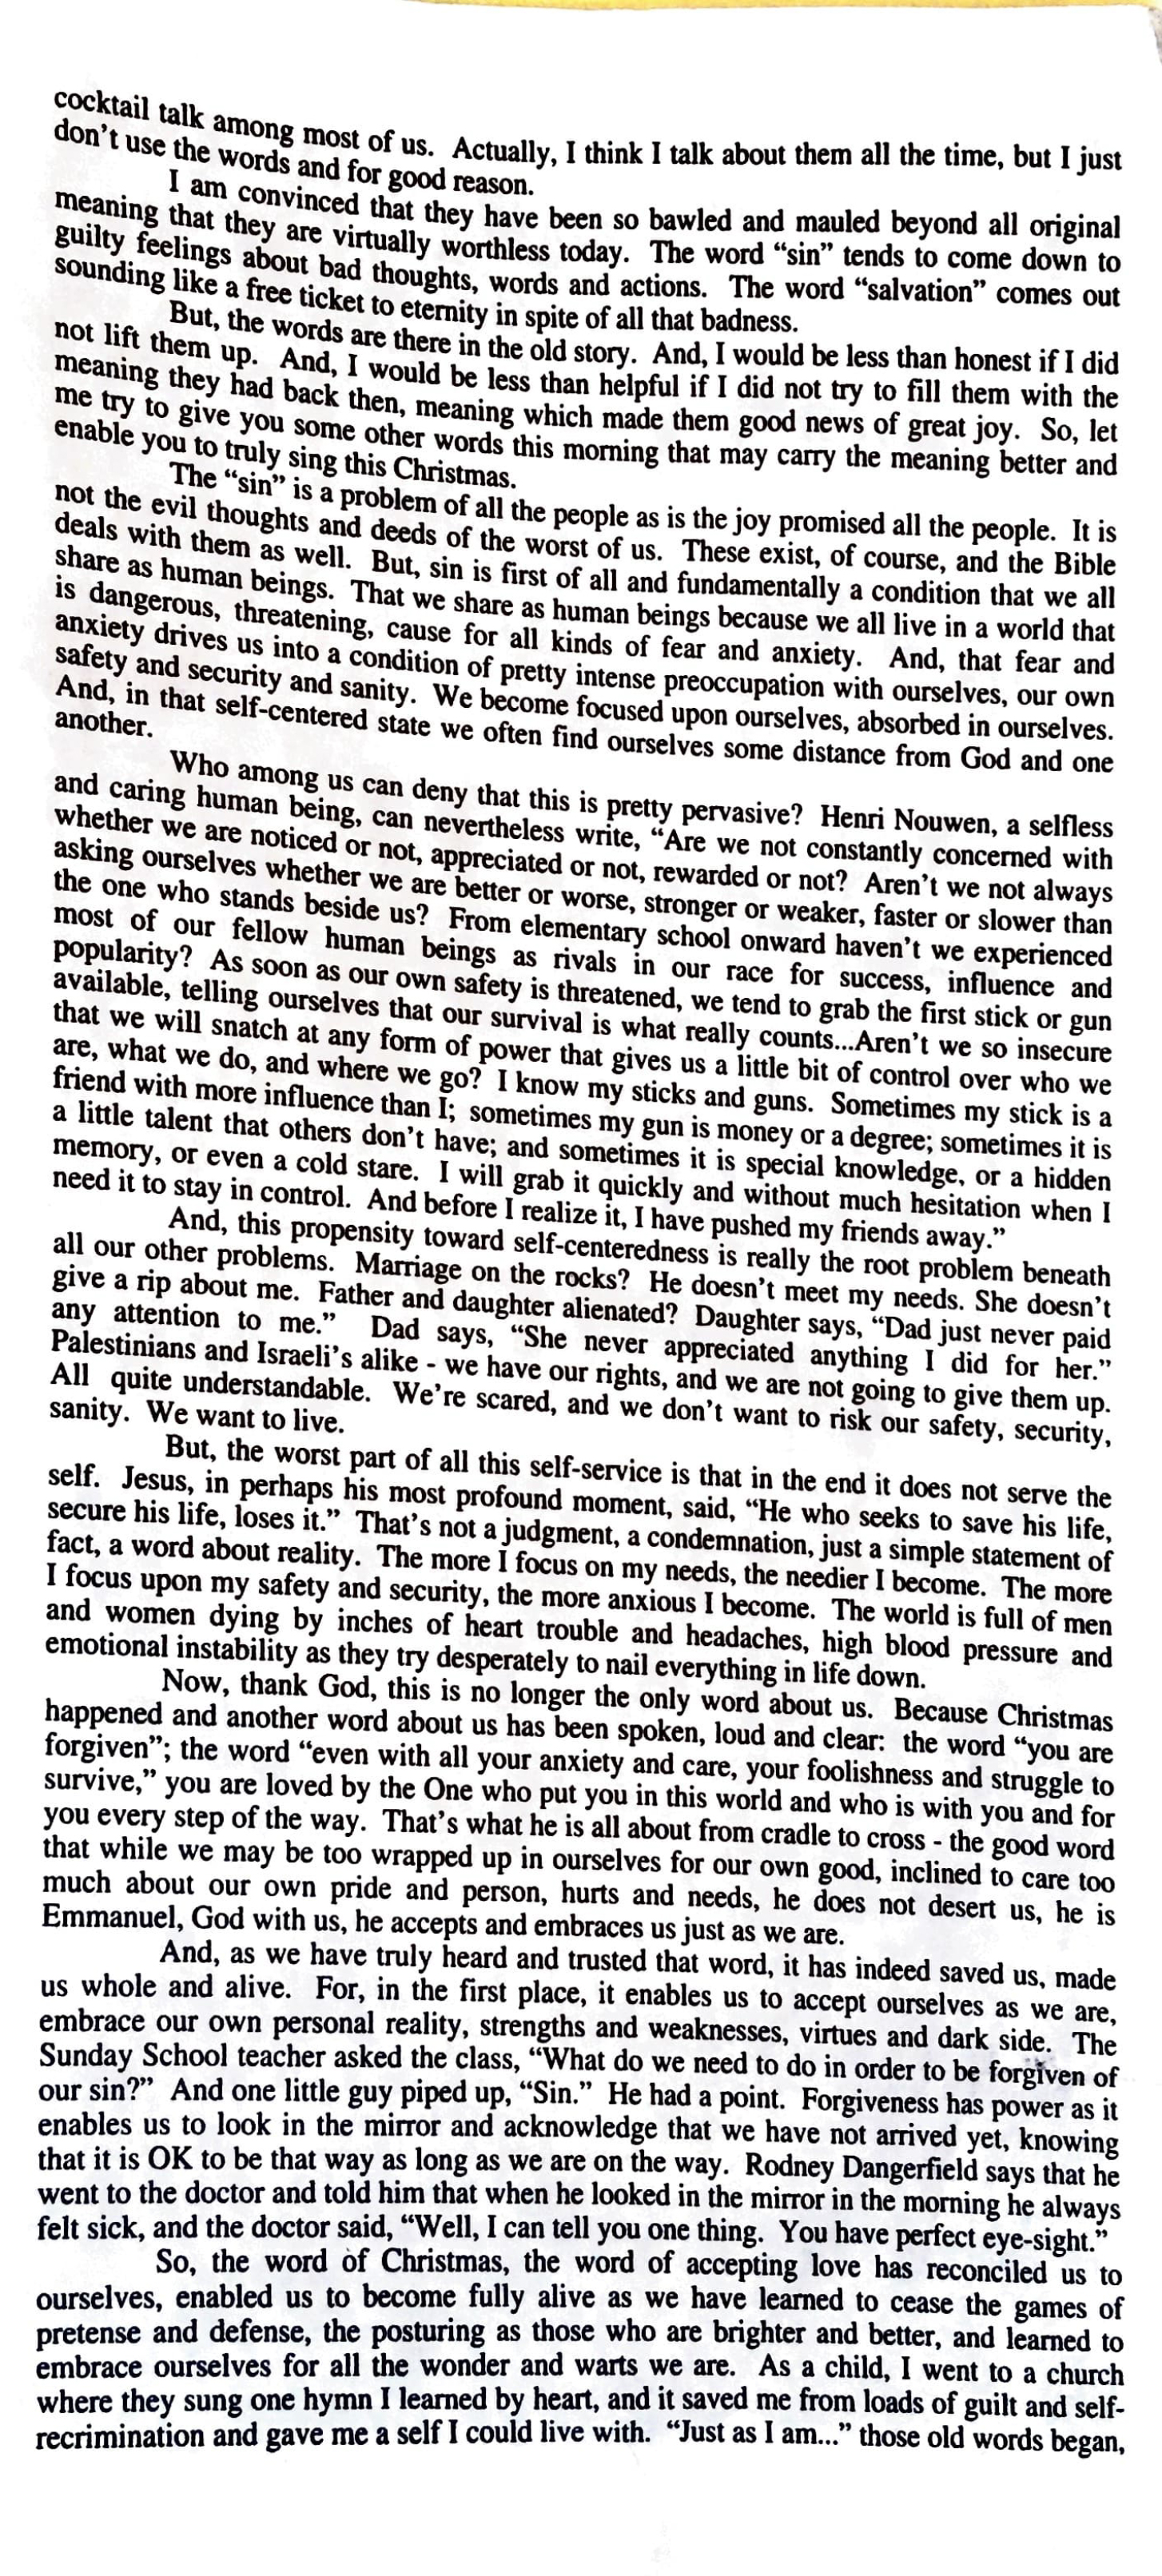 cocktail talk among most of us. Actually, I think I talk about them all the time, but I just
don't use the words and for good reason.
I am convinced that they have been so bawled and mauled beyond all original
meaning that they are virtually worthless today. The word “sin” tends to come down to
guilty feelings about bad thoughts, words and actions. The word “salvation” comes out
sounding like a free ticket to eternity in spite of all that badness.
But, the words are there in the old story. And, I would be less than honest if I did
not lift them up. And, I would be less than helpful if I did not try to fill them with the
meaning they had back then, meaning which made them good news of great joy. So, let
me try to give you some other words this morning that may carry the meaning better and
enable you to truly sing this Christmas.
The “sin” is a problem of all the people as is the joy promised all the people. It is
not the evil thoughts and deeds of the worst of us. These exist, of course, and the Bible
deals with them as well. But, sin is first of all and fundamentally a condition that we all
share as human beings. That we share as human beings because we all live in a world that
is dangerous, threatening, cause for all kinds of fear and anxiety. And, that fear and
anxiety drives us into a condition of pretty intense preoccupation with ourselves, our own
safety and security and sanity. We become focused upon ourselves, absorbed in ourselves.
And, in that self-centered state we often find ourselves some distance from God and one
another.
Who among us can deny that this is pretty pervasive? Henri Nouwen, a selfless
and caring human being, can nevertheless write, “Are we not constantly concerned with
whether we are noticed or not, appreciated or not, rewarded or not? Aren't we not always
asking ourselves whether we are better or worse, stronger or weaker, faster or slower than
the one who stands beside us? From elementary school onward haven't we experienced
most of our fellow human beings as rivals in our race for success, influence and
popularity? As soon as our own safety is threatened, we tend to grab the first stick or gun
available, telling ourselves that our survival is what really counts...Aren't we so insecure
that we will snatch at any form of power that gives us a little bit of control over who we
are, what we do, and where we go? I know my sticks and guns. Sometimes my stick is a
friend with more influence than I; sometimes my gun is money or a degree; sometimes it is
a little talent that others don't have; and sometimes it is special knowledge, or a hidden
memory, or even a cold stare. I will grab it quickly and without much hesitation when I
need it to stay in control. And before I realize it, I have pushed my friends away.”
And, this propensity toward self-centeredness is really the root problem beneath
all our other problems. Marriage on the rocks? He doesn't meet my needs. She doesn't
give a rip about me. Father and daughter alienated? Daughter says, “Dad just never paid
any attention to me.” Dad says, “She never appreciated anything I did for her.”
Palestinians and Israeli's alike - we have our rights, and we are not going to give them up.
All quite understandable. We're scared, and we don't want to risk our safety, security,
sanity. We want to live.
But, the worst part of all this self-service is that in the end it does not serve the
self. Jesus, in perhaps his most profound moment, said, “He who seeks to save his life,
secure his life, loses it.” That's not a judgment, a condemnation, just a simple statement of
fact, a word about reality. The more I focus on my needs, the needier I become. The more
I focus upon my safety and security, the more anxious I become. The world is full of men
and women dying by inches of heart trouble and headaches, high blood pressure and
emotional instability as they try desperately to nail everything in life down.
Now, thank God, this is no longer the only word about us. Because Christmas
happened and another word about us has been spoken, loud and clear: the word “you are
forgiven”; the word “even with all your anxiety and care, your foolishness and struggle to
survive,” you are loved by the One who put you in this world and who is with you and for
you every step of the way. That's what he is all about from cradle to cross - the good word
that while we may be too wrapped up in ourselves for our own good, inclined to care too
much about our own pride and person, hurts and needs, he does not desert us, he is
Emmanuel, God with us, he accepts and embraces us just as we are.
And, as we have truly heard and trusted that word, it has indeed saved us, made
us whole and alive. For, in the first place, it enables us to accept ourselves as we are,
embrace our own personal reality, strengths and weaknesses, virtues and dark side. The
Sunday School teacher asked the class, “What do we need to do in order to be forgiven of
our sin?” And one little guy piped up, “Sin.” He had a point. Forgiveness has power as it
enables us to look in the mirror and acknowledge that we have not arrived yet, knowing
that it is OK to be that way as long as we are on the way. Rodney Dangerfield says that he
went to the doctor and told him that when he looked in the mirror in the morning he always
felt sick, and the doctor said, “Well, I can tell you one thing. You have perfect eye-sight.”
So, the word of Christmas, the word of accepting love has reconciled us to
ourselves, enabled us to become fully alive as we have learned to cease the games of
pretense and defense, the posturing as those who are brighter and better, and learned to
embrace ourselves for all the wonder and warts we are. As a child, I went to a church
where they sung one hymn I learned by heart, and it saved me from loads of guilt and self-
recrimination and gave me a self I could live with. “Just as I am...” those old words began,